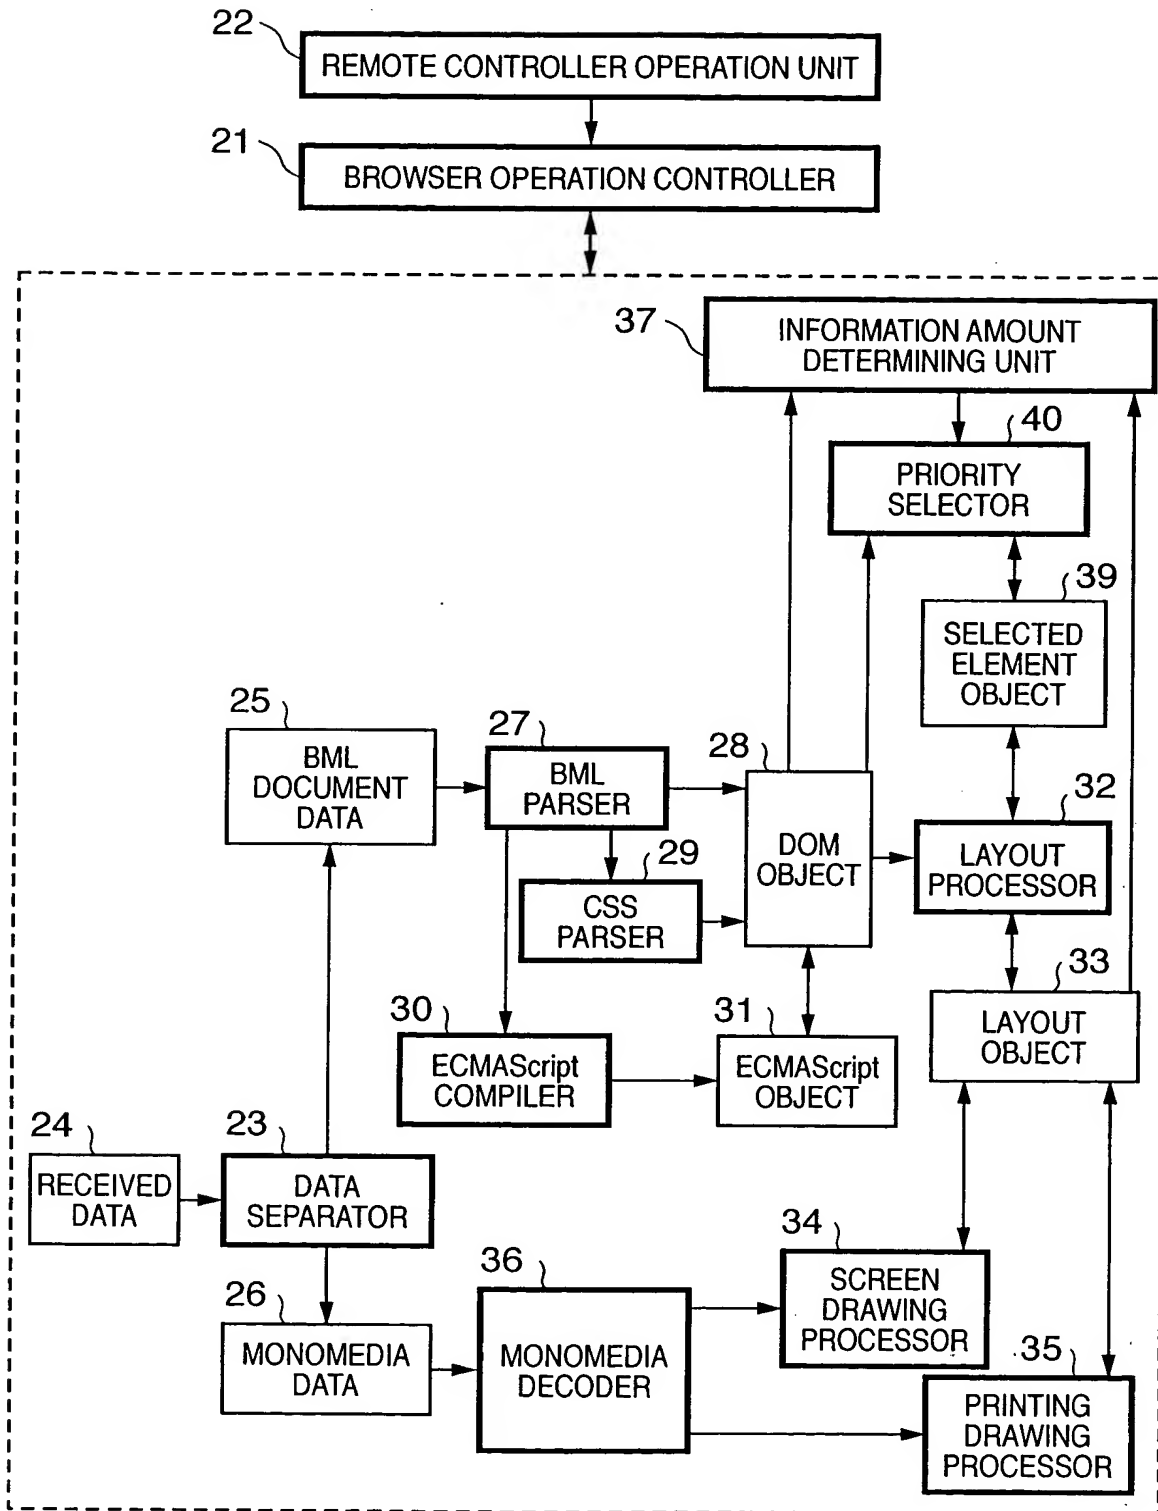 22
REMOTE CONTROLLER OPERATION UNIT
21
BROWSER OPERATION CONTROLLER
37
INFORMATION AMOUNT
DETERMINING UNIT
40
PRIORITY
SELECTOR
39
SELECTED
ELEMENT
OBJECT
25
BML
DOCUMENT
DATA
27
BML
PARSER
28
DOM
OBJECT
32
LAYOUT
PROCESSOR
29
CSS
PARSER
33
LAYOUT
OBJECT
30
ECMAScript
COMPILER
31
ECMAScript
OBJECT
24
RECEIVED
DATA
23
DATA
SEPARATOR
34
SCREEN
DRAWING
PROCESSOR
26
MONOMEDIA
DATA
36
MONOMEDIA
DECODER
35
PRINTING
DRAWING
PROCESSOR